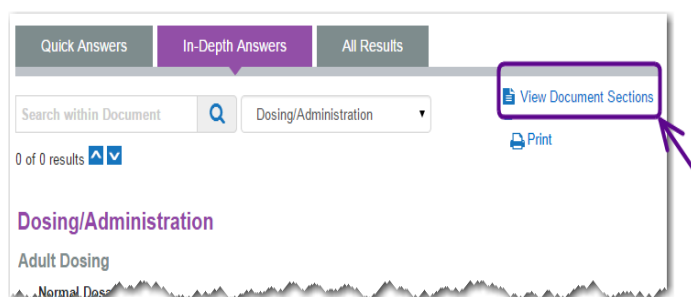 Quick Answers In-Depth Answers All Results
Search within Document Dosing/Administration View Document Sections
Print
0 of 0 results
Dosing/Administration
Adult Dosing
Normal